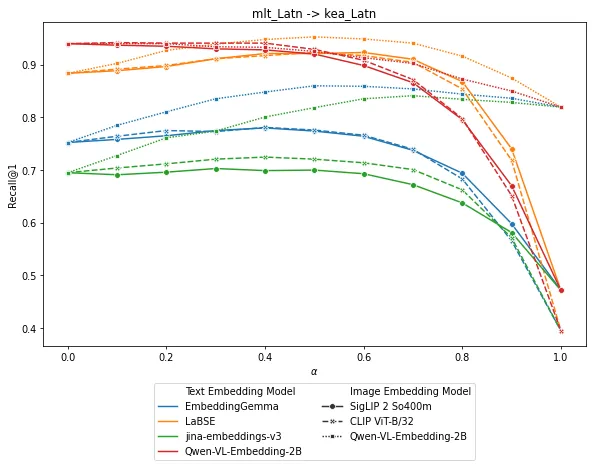 mlt_Latn -> kea_Latn
Recall@1
0.9
0.8
0.7
0.6
0.5
0.4
0.0 0.2 0.4 0.6 0.8 1.0
α
Text Embedding Model
EmbeddingGemma
LaBSE
jina-embeddings-v3
Qwen-VL-Embedding-2B
Image Embedding Model
SigLIP 2 So400m
CLIP ViT-B/32
Qwen-VL-Embedding-2B